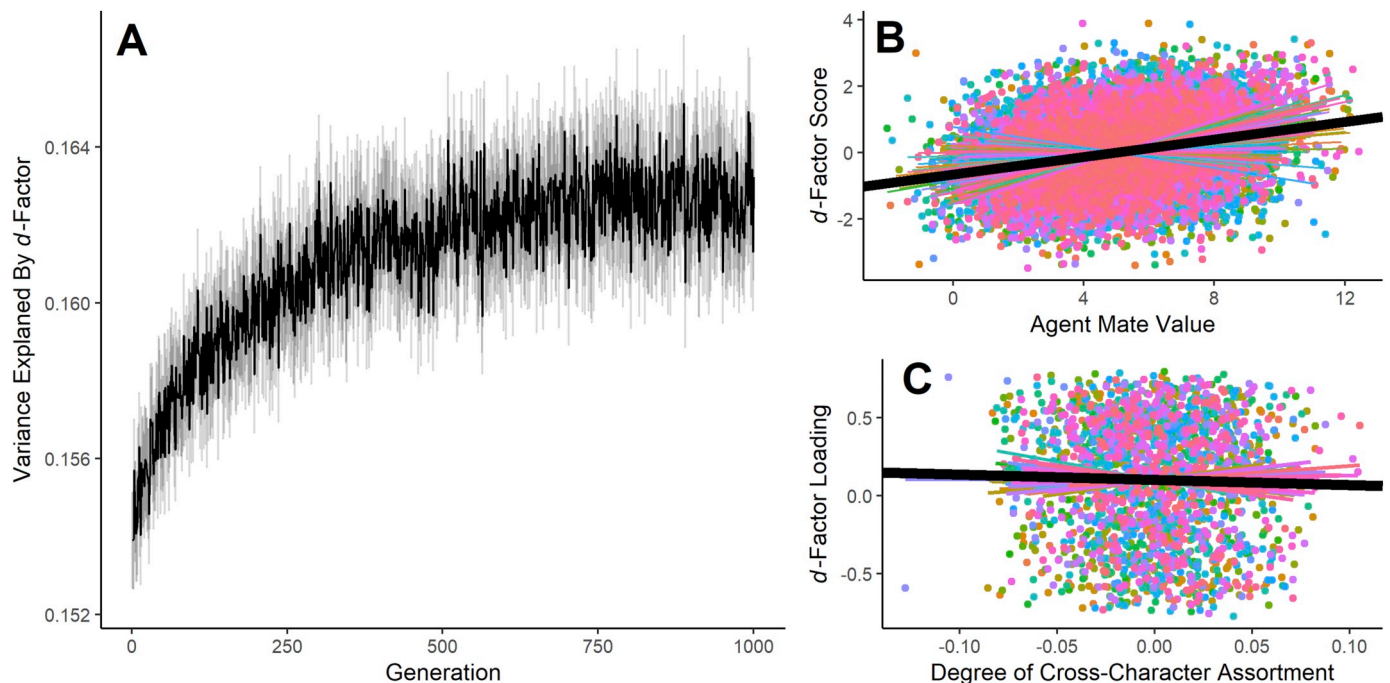 A
Variance Explaned By d-Factor
0.164
0.160
0.156
0.152
0
250
500
750
1000
Generation
B
d-Factor Score
4
2
0
-2
0
4
8
12
Agent Mate Value
C
d-Factor Loading
0.5
0.0
-0.5
-0.10
-0.05
0.00
0.05
0.10
Degree of Cross-Character Assortment